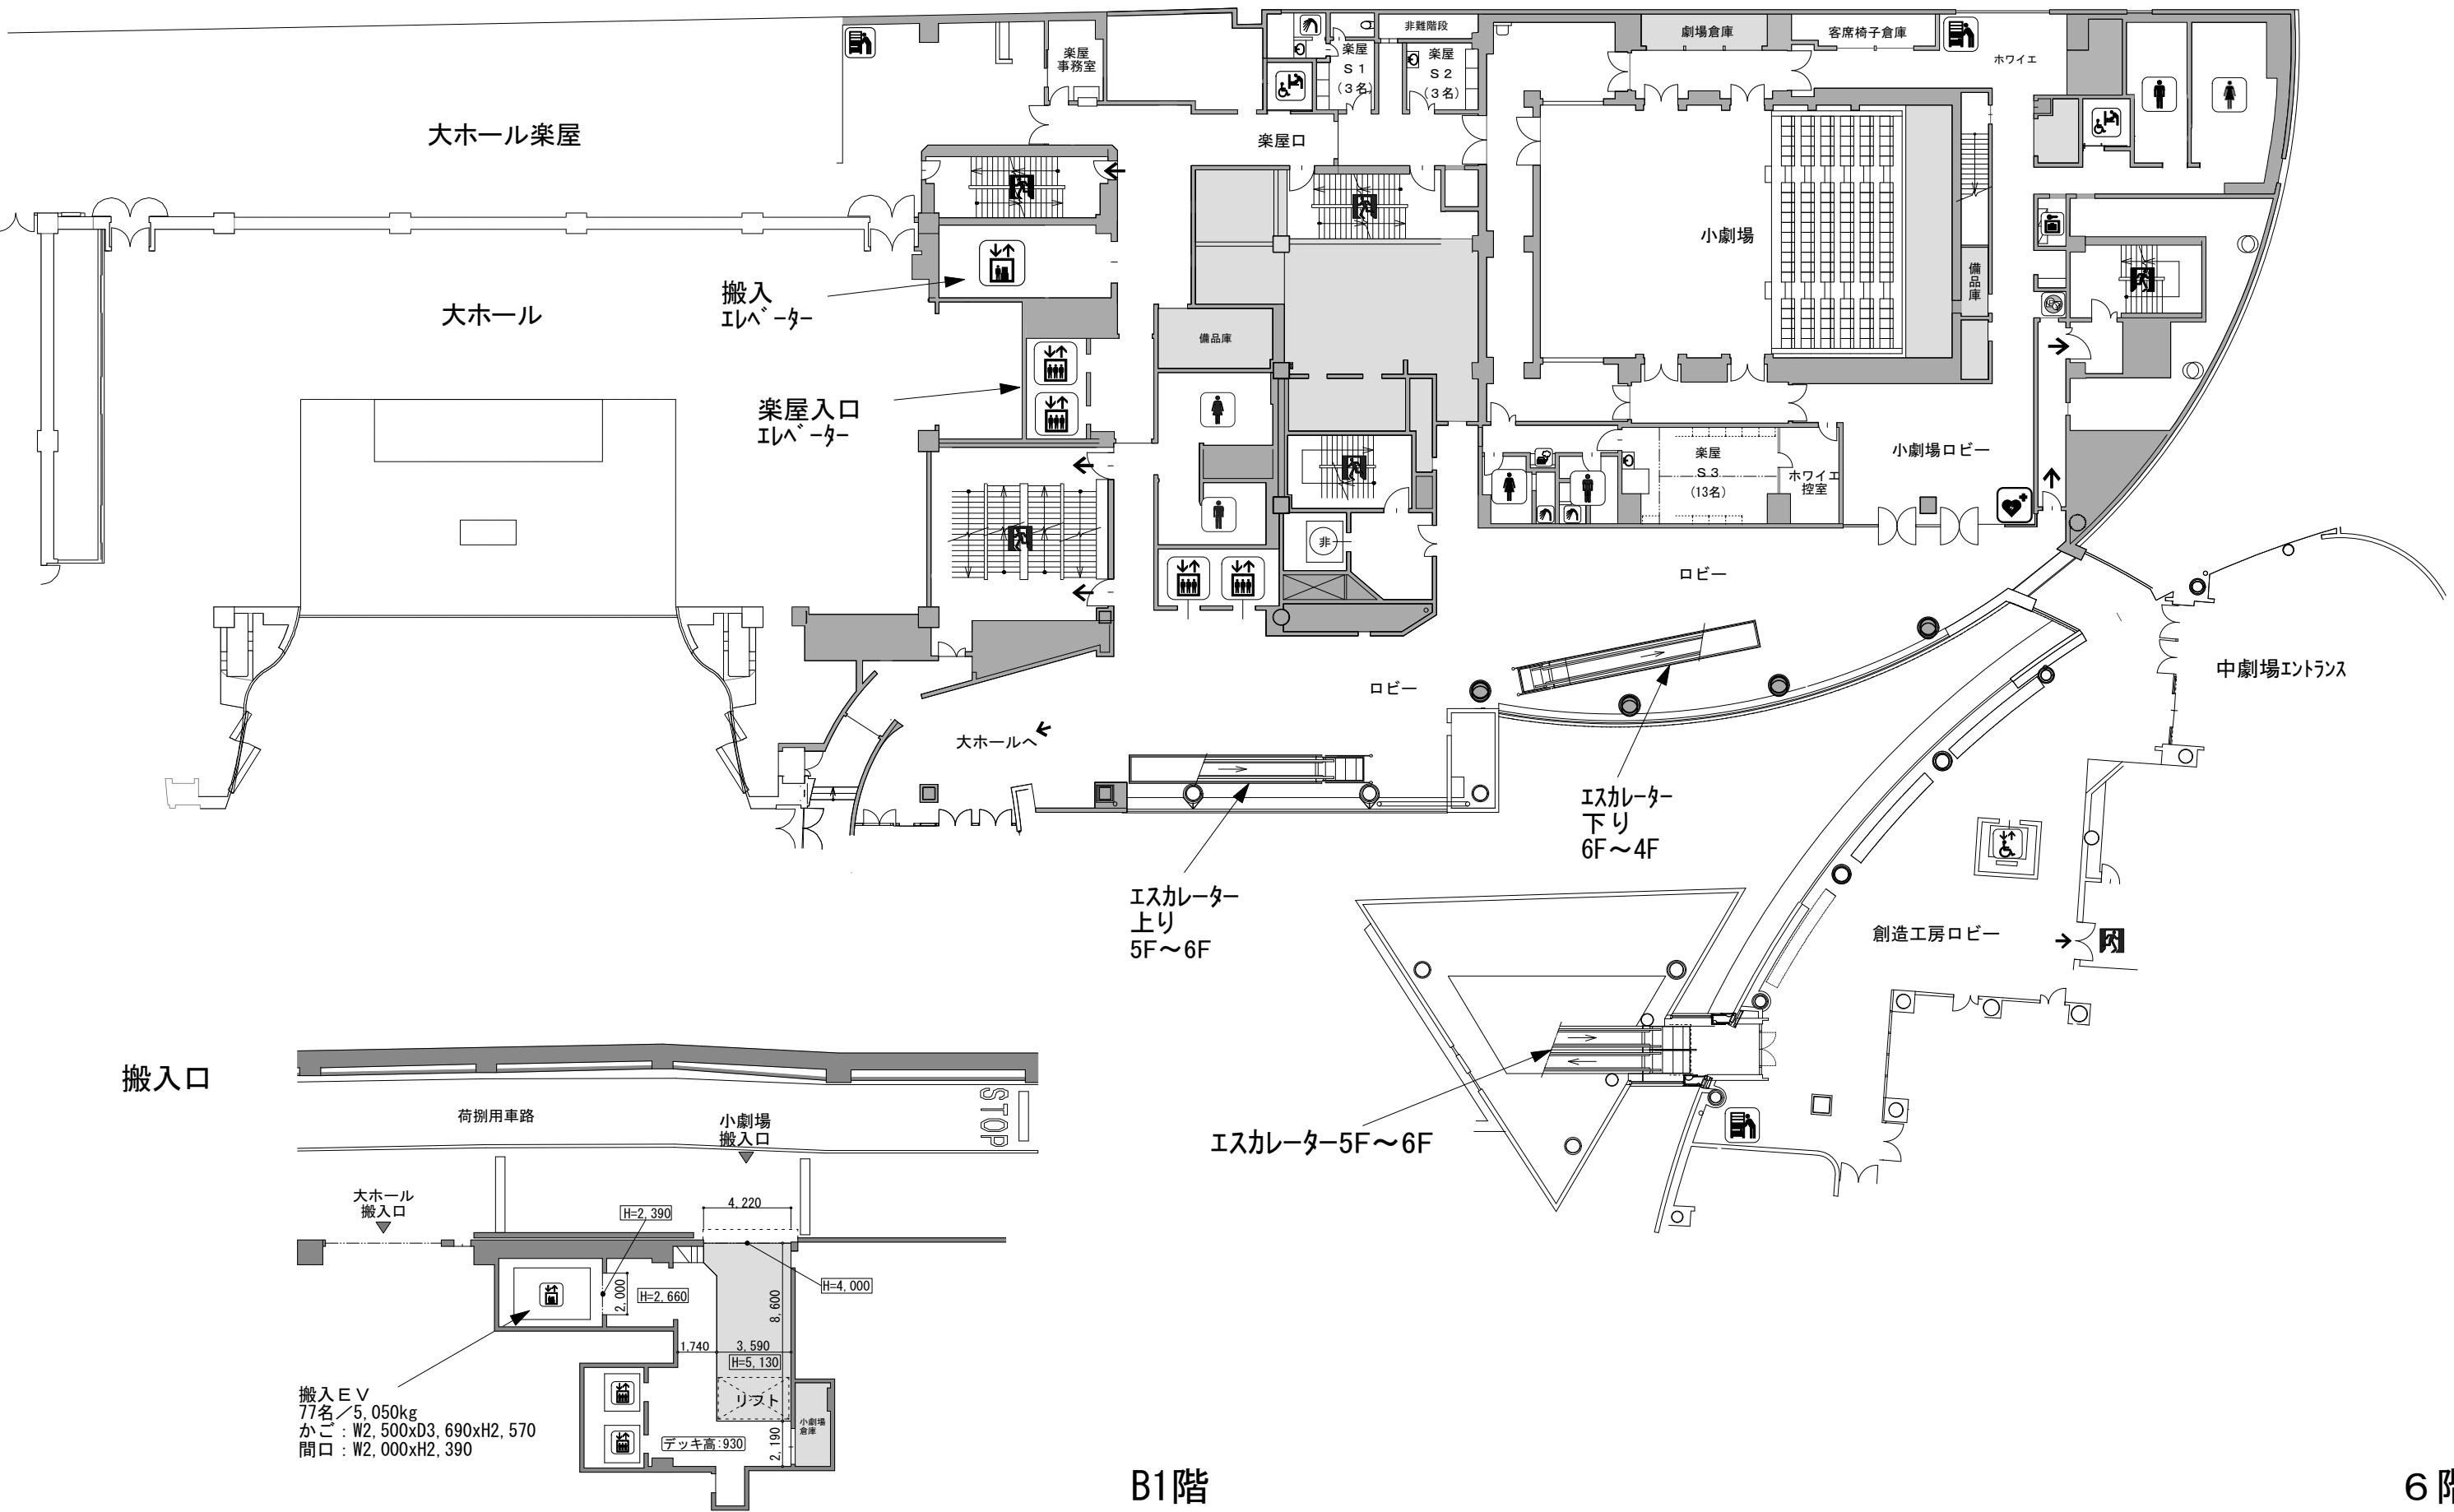 楽屋
事務室
楽屋
Ｓ１
（３名）
非難階段
楽屋
Ｓ２
（３名）
劇場倉庫
客席椅子倉庫
ホワイエ
大ホール楽屋
楽屋口
小劇場
備品庫
搬入
エレベーター
大ホール
備品庫
楽屋入口
エレベーター
楽屋
Ｓ３
（13名）
ホワイエ
控室
小劇場ロビー
非
ロビー
中劇場エントランス
ロビー
大ホールへ
エスカレーター
下り
6F～4F
エスカレーター
上り
5F～6F
創造工房ロビー
搬入口
荷捌用車路
小劇場
搬入口
STOP
エスカレーター5F～6F
大ホール
搬入口
H=2,390
4,220
H=4,000
2,000
H=2,660
8,600
1,740
3,590
H=5,130
リフト
搬入ＥＶ
77名／5,050kg
かご：W2,500xD3,690xH2,570
間口：W2,000xH2,390
小劇場
倉庫
デッキ高:930
2,190
B1階
６階